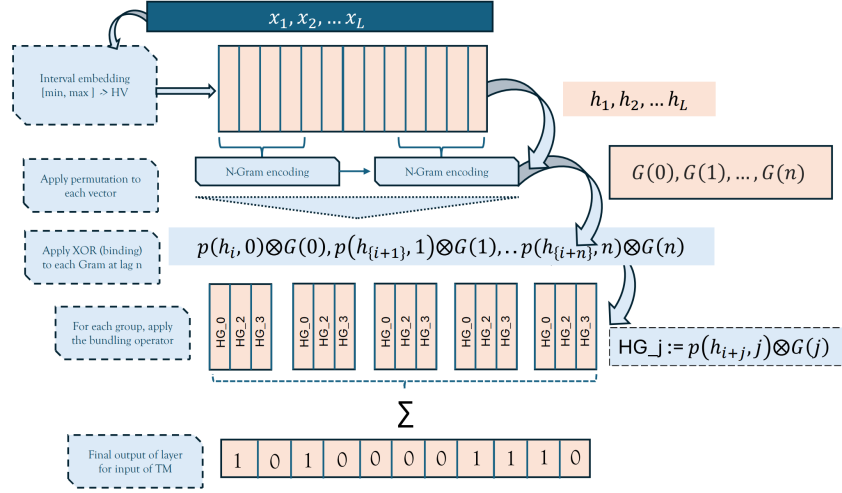 x₁, x₂, … x_L
Interval embedding
[min, max ] -> HV
h₁, h₂, … h_L
N-Gram encoding
N-Gram encoding
Apply permutation to
each vector
G(0), G(1), …, G(n)
Apply XOR (binding)
to each Gram at lag n
p(h_i, 0)⊗G(0), p(h_{i+1}, 1)⊗G(1), . . p(h_{i+n}, n)⊗G(n)
For each group, apply
the bundling operator
HG_0 HG_2 HG_3
HG_0 HG_2 HG_3
HG_0 HG_2 HG_3
HG_0 HG_2 HG_3
HG_0 HG_2 HG_3
HG_j := p(h_{i+j}, j)⊗G(j)
Σ
Final output of layer
for input of TM
1 0 1 0 0 0 0 1 1 1 0